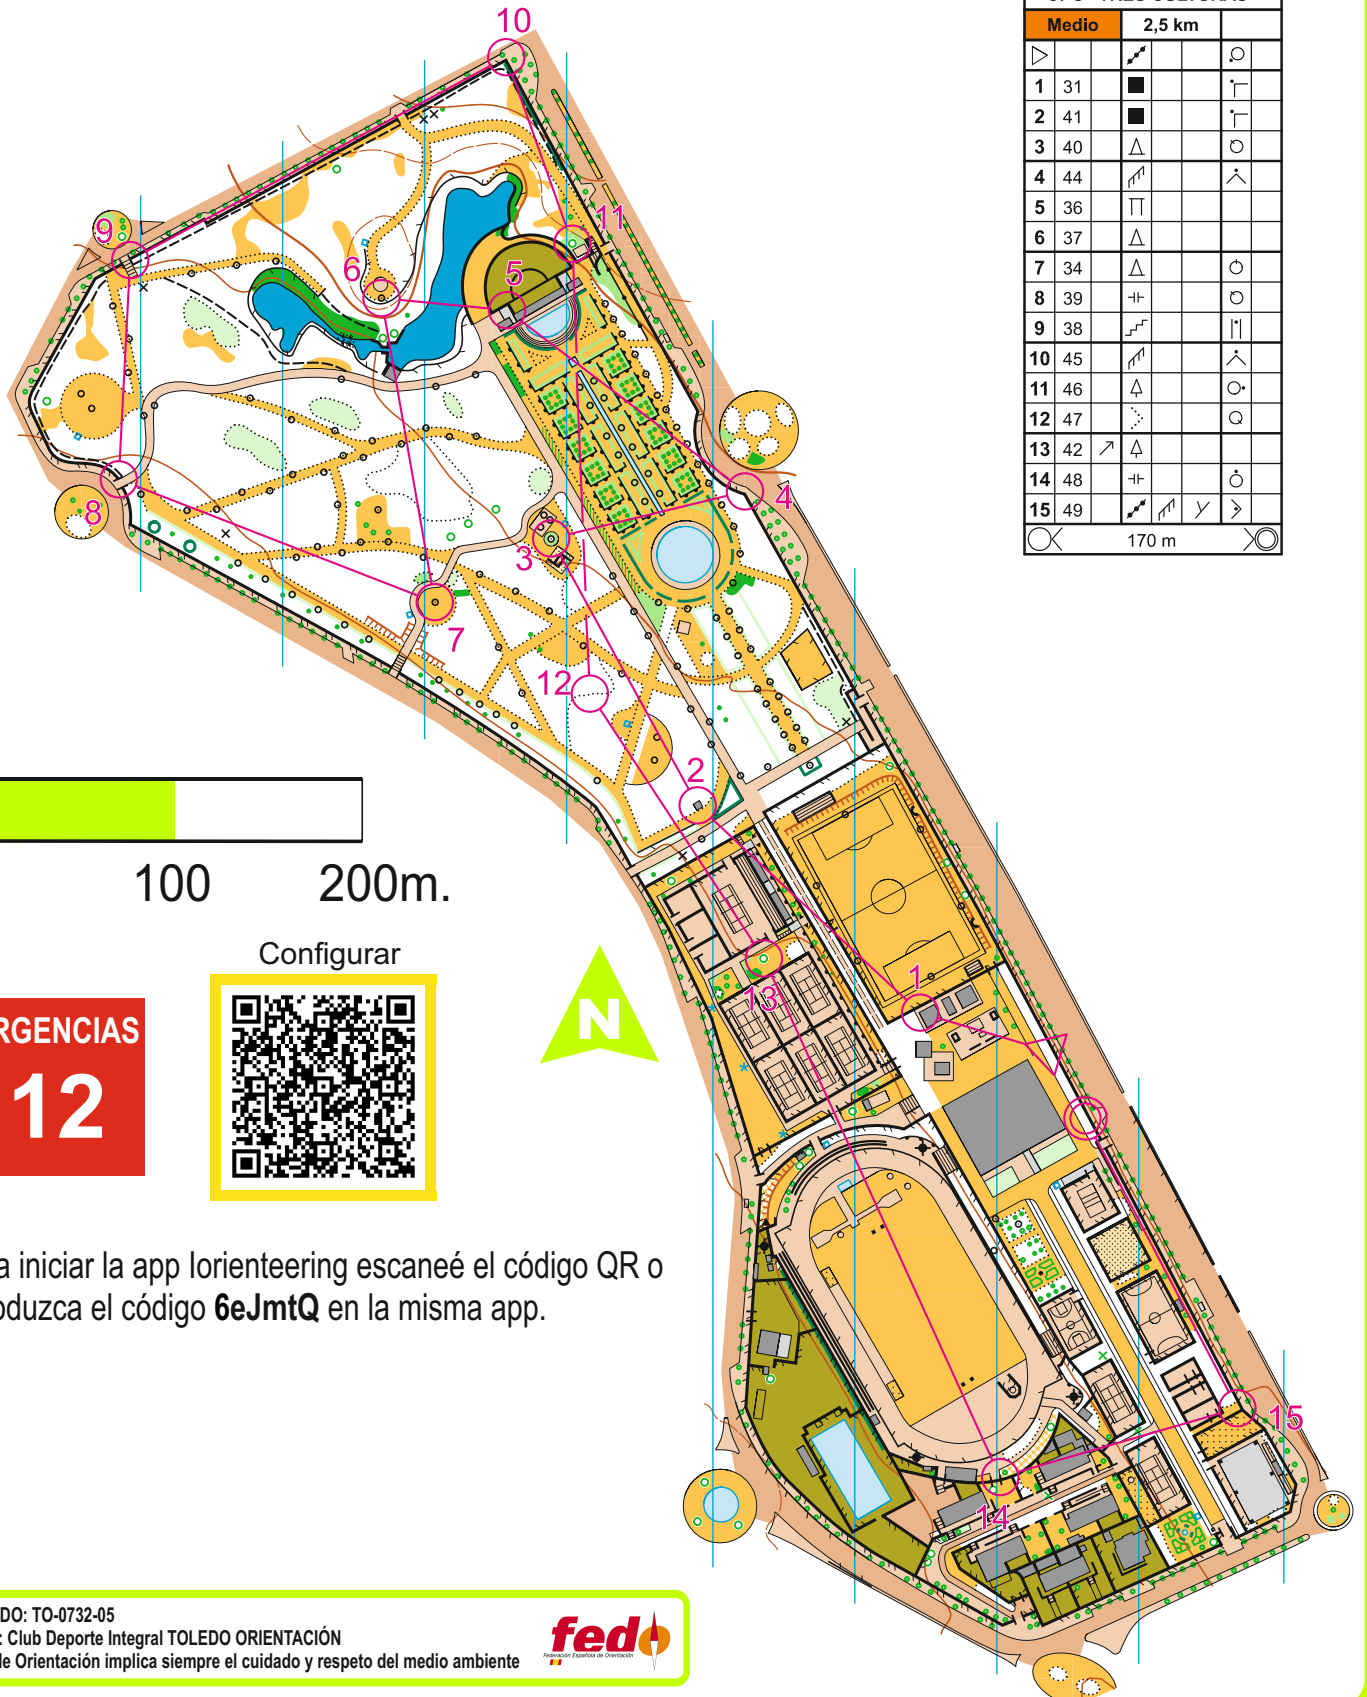 Medio 2,5 km
1 31
2 41
3 40
4 44
5 36
6 37
7 34
8 39
9 38
10 45
11 46
12 47
13 42
14 48
15 49
170 m
10
9
11
6
5
4
8
3
7
12
2
1
13
15
14
100 200m.
Configurar
RGENCIAS
12
N
a iniciar la app Iorienteering escaneé el código QR o
oduzca el código 6eJmtQ en la misma app.
DO: TO-0732-05
: Club Deporte Integral TOLEDO ORIENTACIÓN
le Orientación implica siempre el cuidado y respeto del medio ambiente
fedo
Federación Española de Orientación